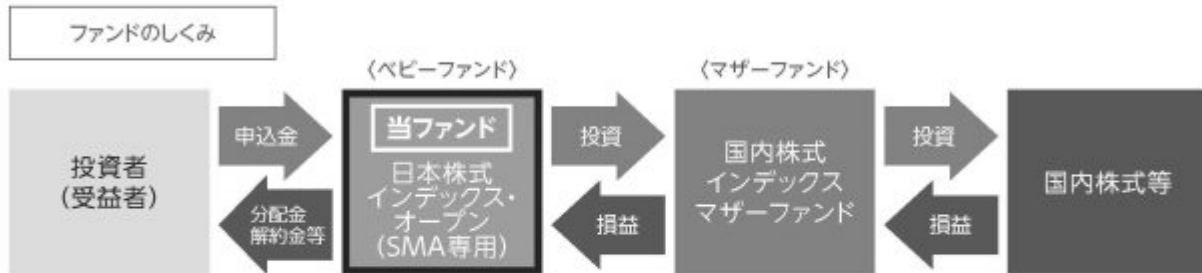 ファンドのしくみ
〈ベビーファンド〉
〈マザーファンド〉
投資者
(受益者)
申込金
分配金
解約金等
当ファンド
日本株式
インデックス・
オープン
(SMA専用)
投資
損益
国内株式
インデックス
マザーファンド
投資
損益
国内株式等